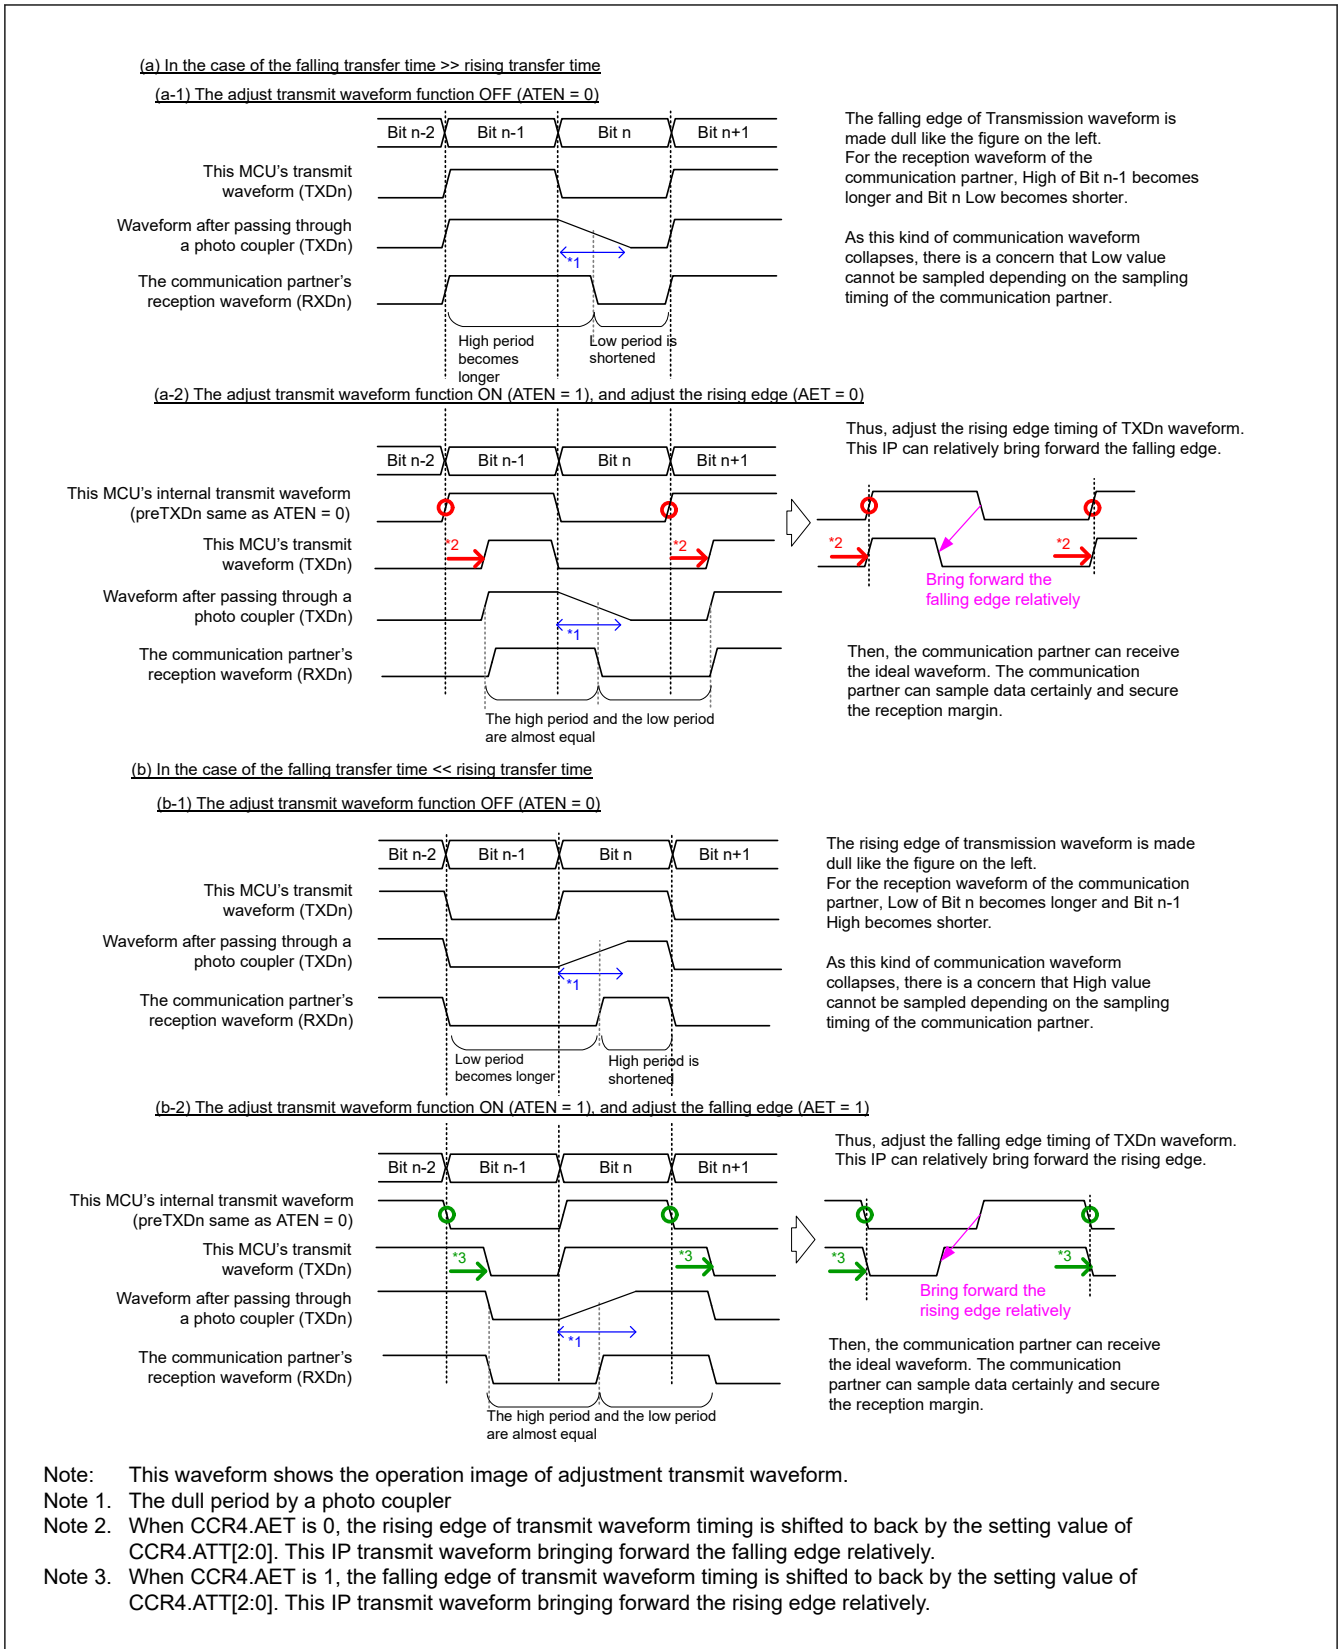 (a) In the case of the falling transfer time >> rising transfer time
(a-1) The adjust transmit waveform function OFF (ATEN = 0)
Bit n-2 Bit n-1 Bit n Bit n+1
This MCU's transmit
waveform (TXDn)
Waveform after passing through
a photo coupler (TXDn)
*1
The communication partner's
reception waveform (RXDn)
High period
becomes
longer
Low period is
shortened
The falling edge of Transmission waveform is
made dull like the figure on the left.
For the reception waveform of the
communication partner, High of Bit n-1 becomes
longer and Bit n Low becomes shorter.
As this kind of communication waveform
collapses, there is a concern that Low value
cannot be sampled depending on the sampling
timing of the communication partner.
(a-2) The adjust transmit waveform function ON (ATEN = 1), and adjust the rising edge (AET = 0)
Bit n-2 Bit n-1 Bit n Bit n+1
This MCU's internal transmit waveform
(preTXDn same as ATEN = 0)
This MCU's transmit
waveform (TXDn)
*2 *2
Waveform after passing through a
photo coupler (TXDn)
*1
The communication partner's
reception waveform (RXDn)
The high period and the low period
are almost equal
Thus, adjust the rising edge timing of TXDn waveform.
This IP can relatively bring forward the falling edge.
*2 *2
Bring forward the
falling edge relatively
Then, the communication partner can receive
the ideal waveform. The communication
partner can sample data certainly and secure
the reception margin.
(b) In the case of the falling transfer time << rising transfer time
(b-1) The adjust transmit waveform function OFF (ATEN = 0)
Bit n-2 Bit n-1 Bit n Bit n+1
This MCU's transmit
waveform (TXDn)
Waveform after passing through a
photo coupler (TXDn)
*1
The communication partner's
reception waveform (RXDn)
Low period
becomes longer
High period is
shortened
The rising edge of transmission waveform is made
dull like the figure on the left.
For the reception waveform of the communication
partner, Low of Bit n becomes longer and Bit n-1
High becomes shorter.
As this kind of communication waveform
collapses, there is a concern that High value
cannot be sampled depending on the sampling
timing of the communication partner.
(b-2) The adjust transmit waveform function ON (ATEN = 1), and adjust the falling edge (AET = 1)
Bit n-2 Bit n-1 Bit n Bit n+1
This MCU's internal transmit waveform
(preTXDn same as ATEN = 0)
This MCU's transmit
waveform (TXDn)
*3 *3
Waveform after passing through
a photo coupler (TXDn)
*1
The communication partner's
reception waveform (RXDn)
The high period and the low period
are almost equal
Thus, adjust the falling edge timing of TXDn waveform.
This IP can relatively bring forward the rising edge.
*3 *3
Bring forward the
rising edge relatively
Then, the communication partner can receive
the ideal waveform. The communication
partner can sample data certainly and secure
the reception margin.
Note: This waveform shows the operation image of adjustment transmit waveform.
Note 1. The dull period by a photo coupler
Note 2. When CCR4.AET is 0, the rising edge of transmit waveform timing is shifted to back by the setting value of
CCR4.ATT[2:0]. This IP transmit waveform bringing forward the falling edge relatively.
Note 3. When CCR4.AET is 1, the falling edge of transmit waveform timing is shifted to back by the setting value of
CCR4.ATT[2:0]. This IP transmit waveform bringing forward the rising edge relatively.